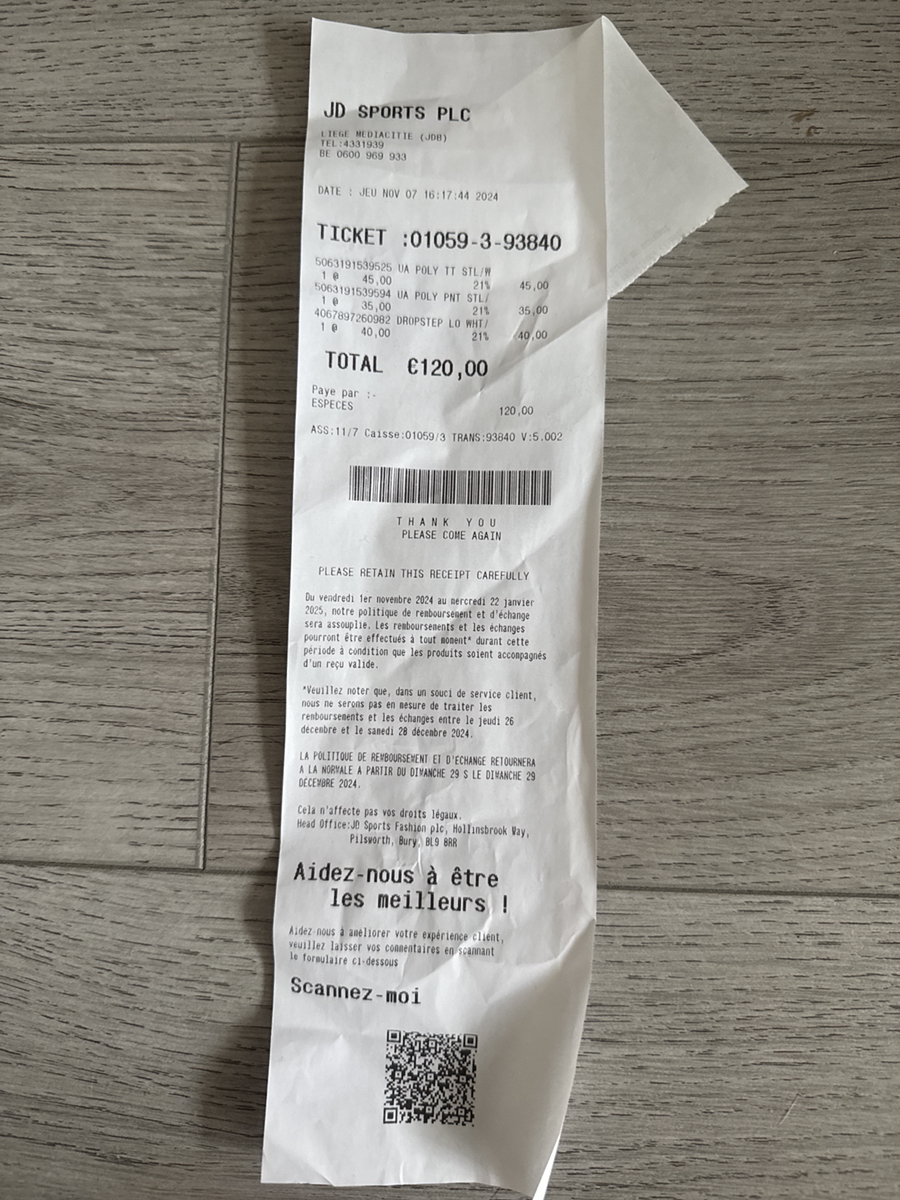 JD SPORTS PLC
LIEGE MEDIACITIE (JDB)
TEL:4331939
BE 0600 969 933
DATE : JEU NOV 07 16:17:44 2024
TICKET :01059-3-93840
5063191539525 UA POLY TT STL/W
1 @ 45,00 21% 45,00
5063191539594 UA POLY PNT STL/
1 @ 35,00 21% 35,00
4067897260982 DROPSTEP LO WHT/
1 @ 40,00 21% 40,00
TOTAL €120,00
Paye par :-
ESPECES 120,00
ASS:11/7 Caisse:01059/3 TRANS:93840 V:5.002
THANK YOU
PLEASE COME AGAIN
PLEASE RETAIN THIS RECEIPT CAREFULLY
Du vendredi 1er novembre 2024 au mercredi 22 janvier
2025, notre politique de remboursement et d'échange
sera assouplie. Les remboursements et les échanges
pourront être effectués à tout moment* durant cette
période à condition que les produits soient accompagnés
d'un reçu valide.
*Veuillez noter que, dans un souci de service client,
nous ne serons pas en mesure de traiter les
remboursements et les échanges entre le jeudi 26
décembre et le samedi 28 décembre 2024.
LA POLITIQUE DE REMBOURSEMENT ET D'ECHANGE RETOURNERA
A LA NORMALE A PARTIR DU DIMANCHE 29 S LE DIMANCHE 29
DÉCEMBRE 2024.
Cela n'affecte pas vos droits légaux.
Head Office:JD Sports Fashion plc, Hollinsbrook Way,
Pilsworth, Bury, BL9 8RR
Aidez-nous à être
les meilleurs !
Aidez-nous à améliorer votre expérience client,
veuillez laisser vos commentaires en scannant
le formulaire ci-dessous
Scannez-moi